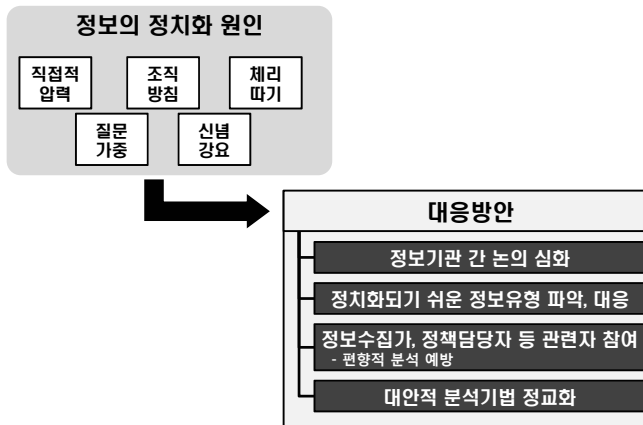 정보의 정치화 원인
직접적
압력
조직
방침
체리
따기
질문
가중
신념
강요
대응방안
정보기관 간 논의 심화
정치화되기 쉬운 정보유형 파악, 대응
정보수집가, 정책담당자 등 관련자 참여
- 편향적 분석 예방
대안적 분석기법 정교화